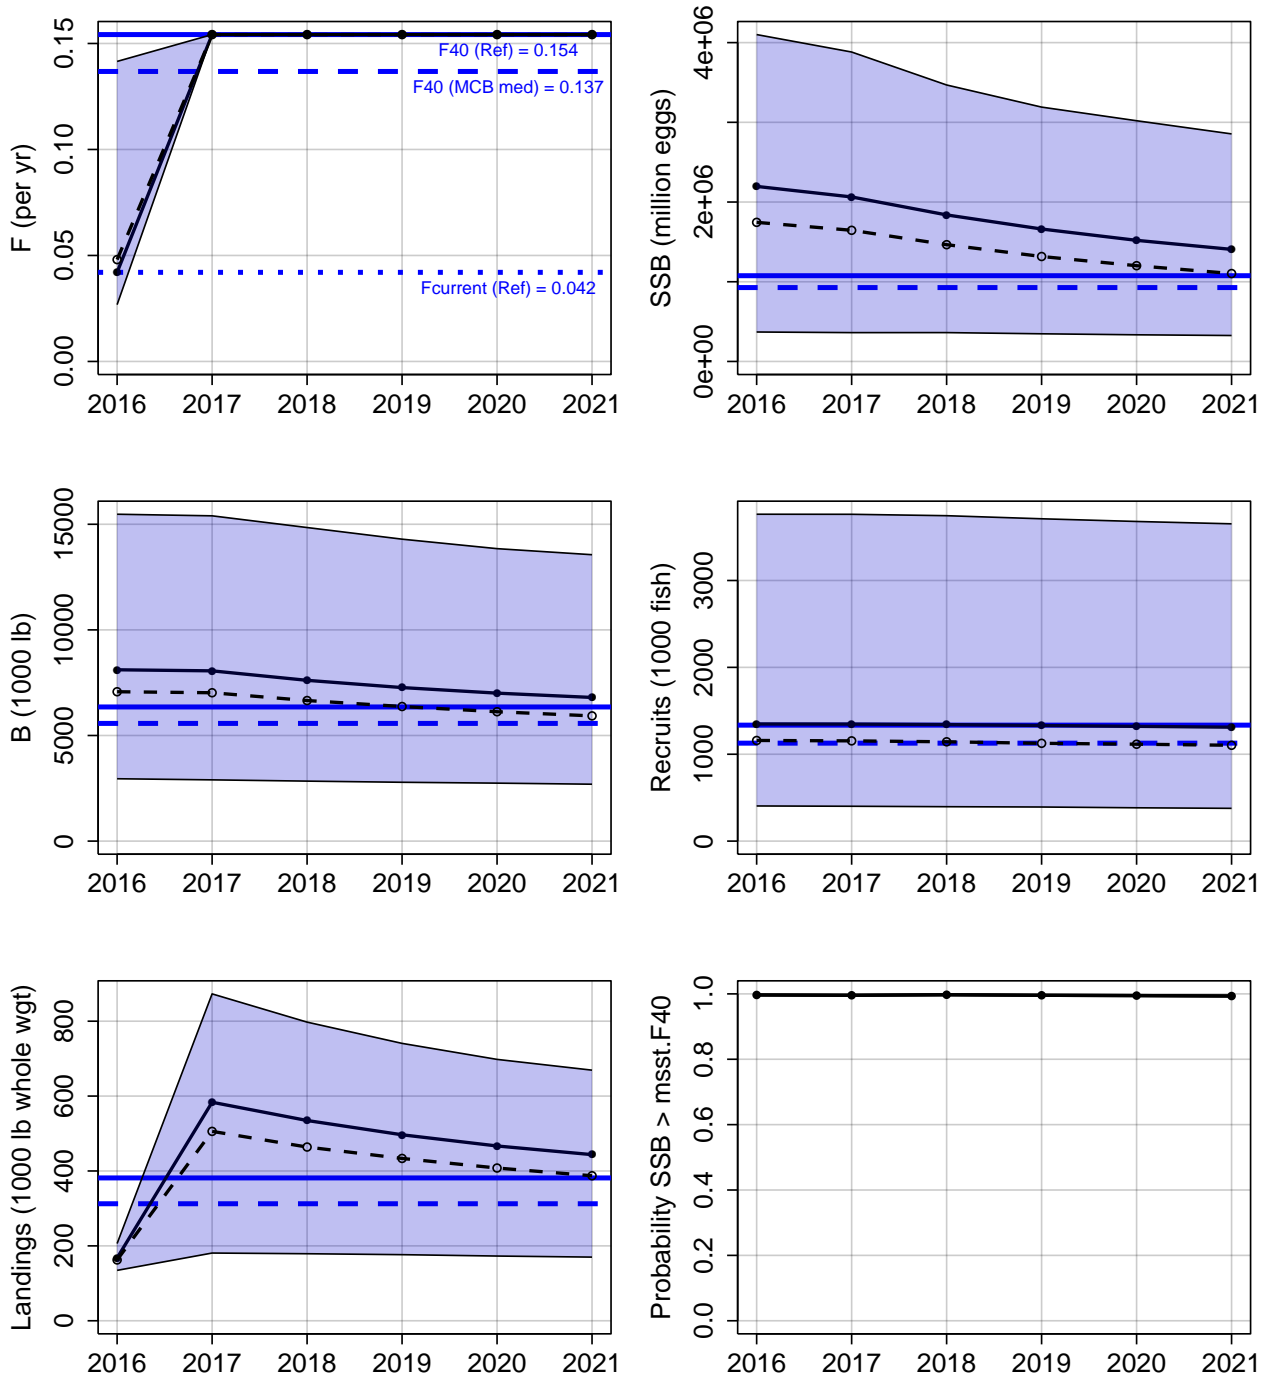 F (per yr)
0.15
0.10
0.05
0.00
F40 (Ref) = 0.154
F40 (MCB med) = 0.137
Fcurrent (Ref) = 0.042
2016 2017 2018 2019 2020 2021
SSB (million eggs)
4e+06
2e+06
0e+00
2016 2017 2018 2019 2020 2021
B (1000 lb)
15000
10000
5000
0
2016 2017 2018 2019 2020 2021
Recruits (1000 fish)
3000
2000
1000
0
2016 2017 2018 2019 2020 2021
Landings (1000 lb whole wgt)
800
600
400
200
0
2016 2017 2018 2019 2020 2021
Probability SSB > msst.F40
1.0
0.8
0.6
0.4
0.2
0.0
2016 2017 2018 2019 2020 2021